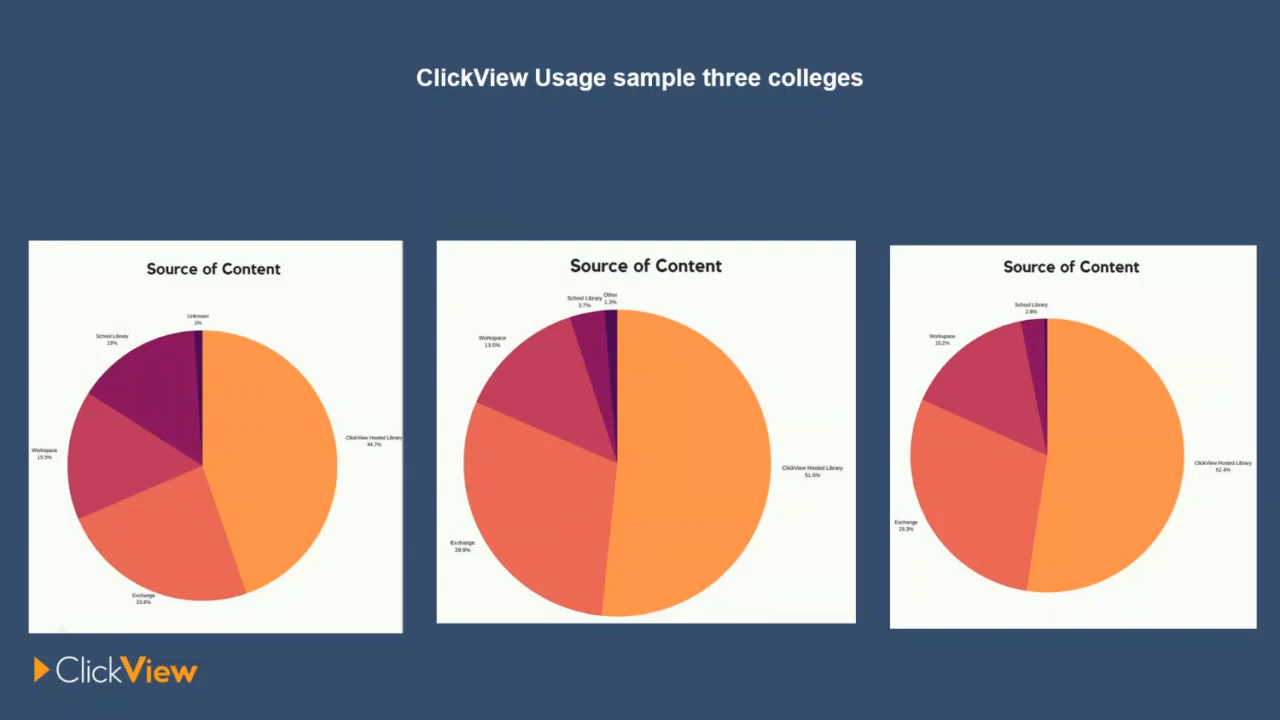 ClickView Usage sample three colleges
Source of Content
Unknown
1%
School Library
15%
Workspace
15.5%
ClickView Hosted Library
44.7%
Exchange
23.8%
Source of Content
School Library
3.7%
Other
1.3%
Workspace
13.5%
ClickView Hosted Library
51.6%
Exchange
29.9%
Source of Content
School Library
2.8%
Workspace
15.2%
ClickView Hosted Library
52.4%
Exchange
29.3%
ClickView